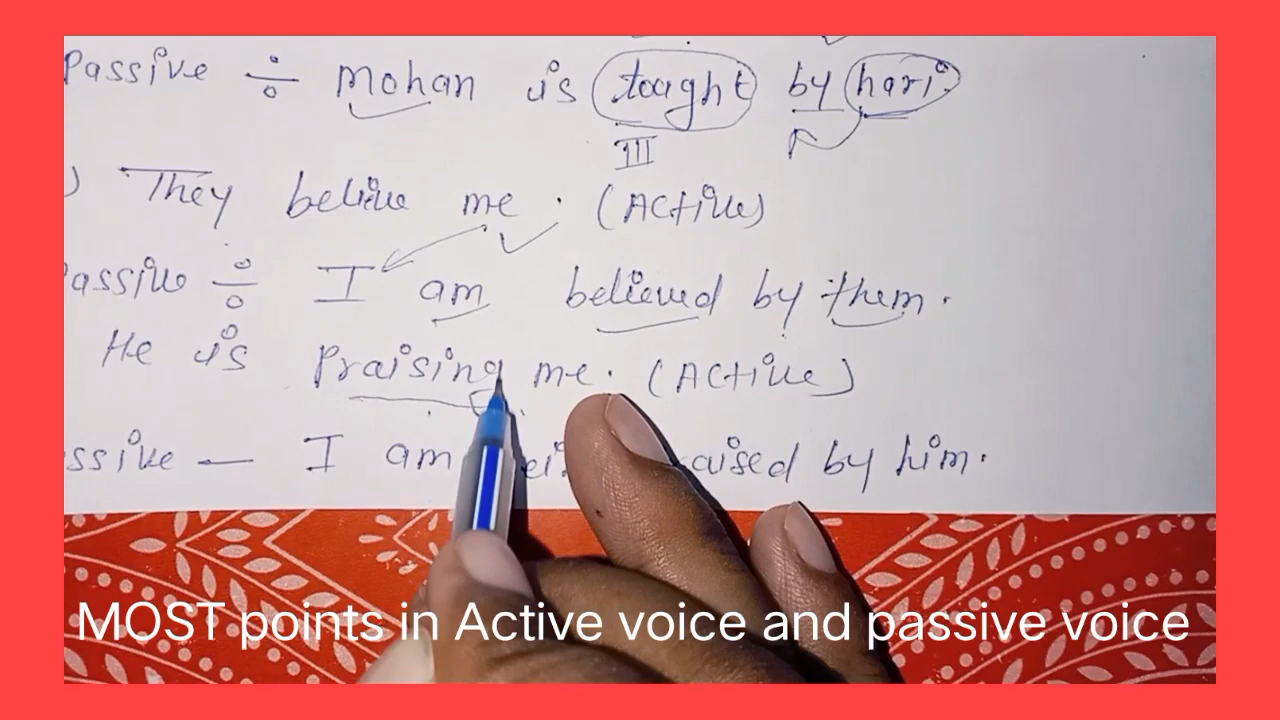 Passive ÷ Mohan is taught by hari.
III
) They belive me. (Active)
assive ÷ I am believed by them.
He is Praising me. (Active)
ssive — I am raised by him.
MOST points in Active voice and passive voice